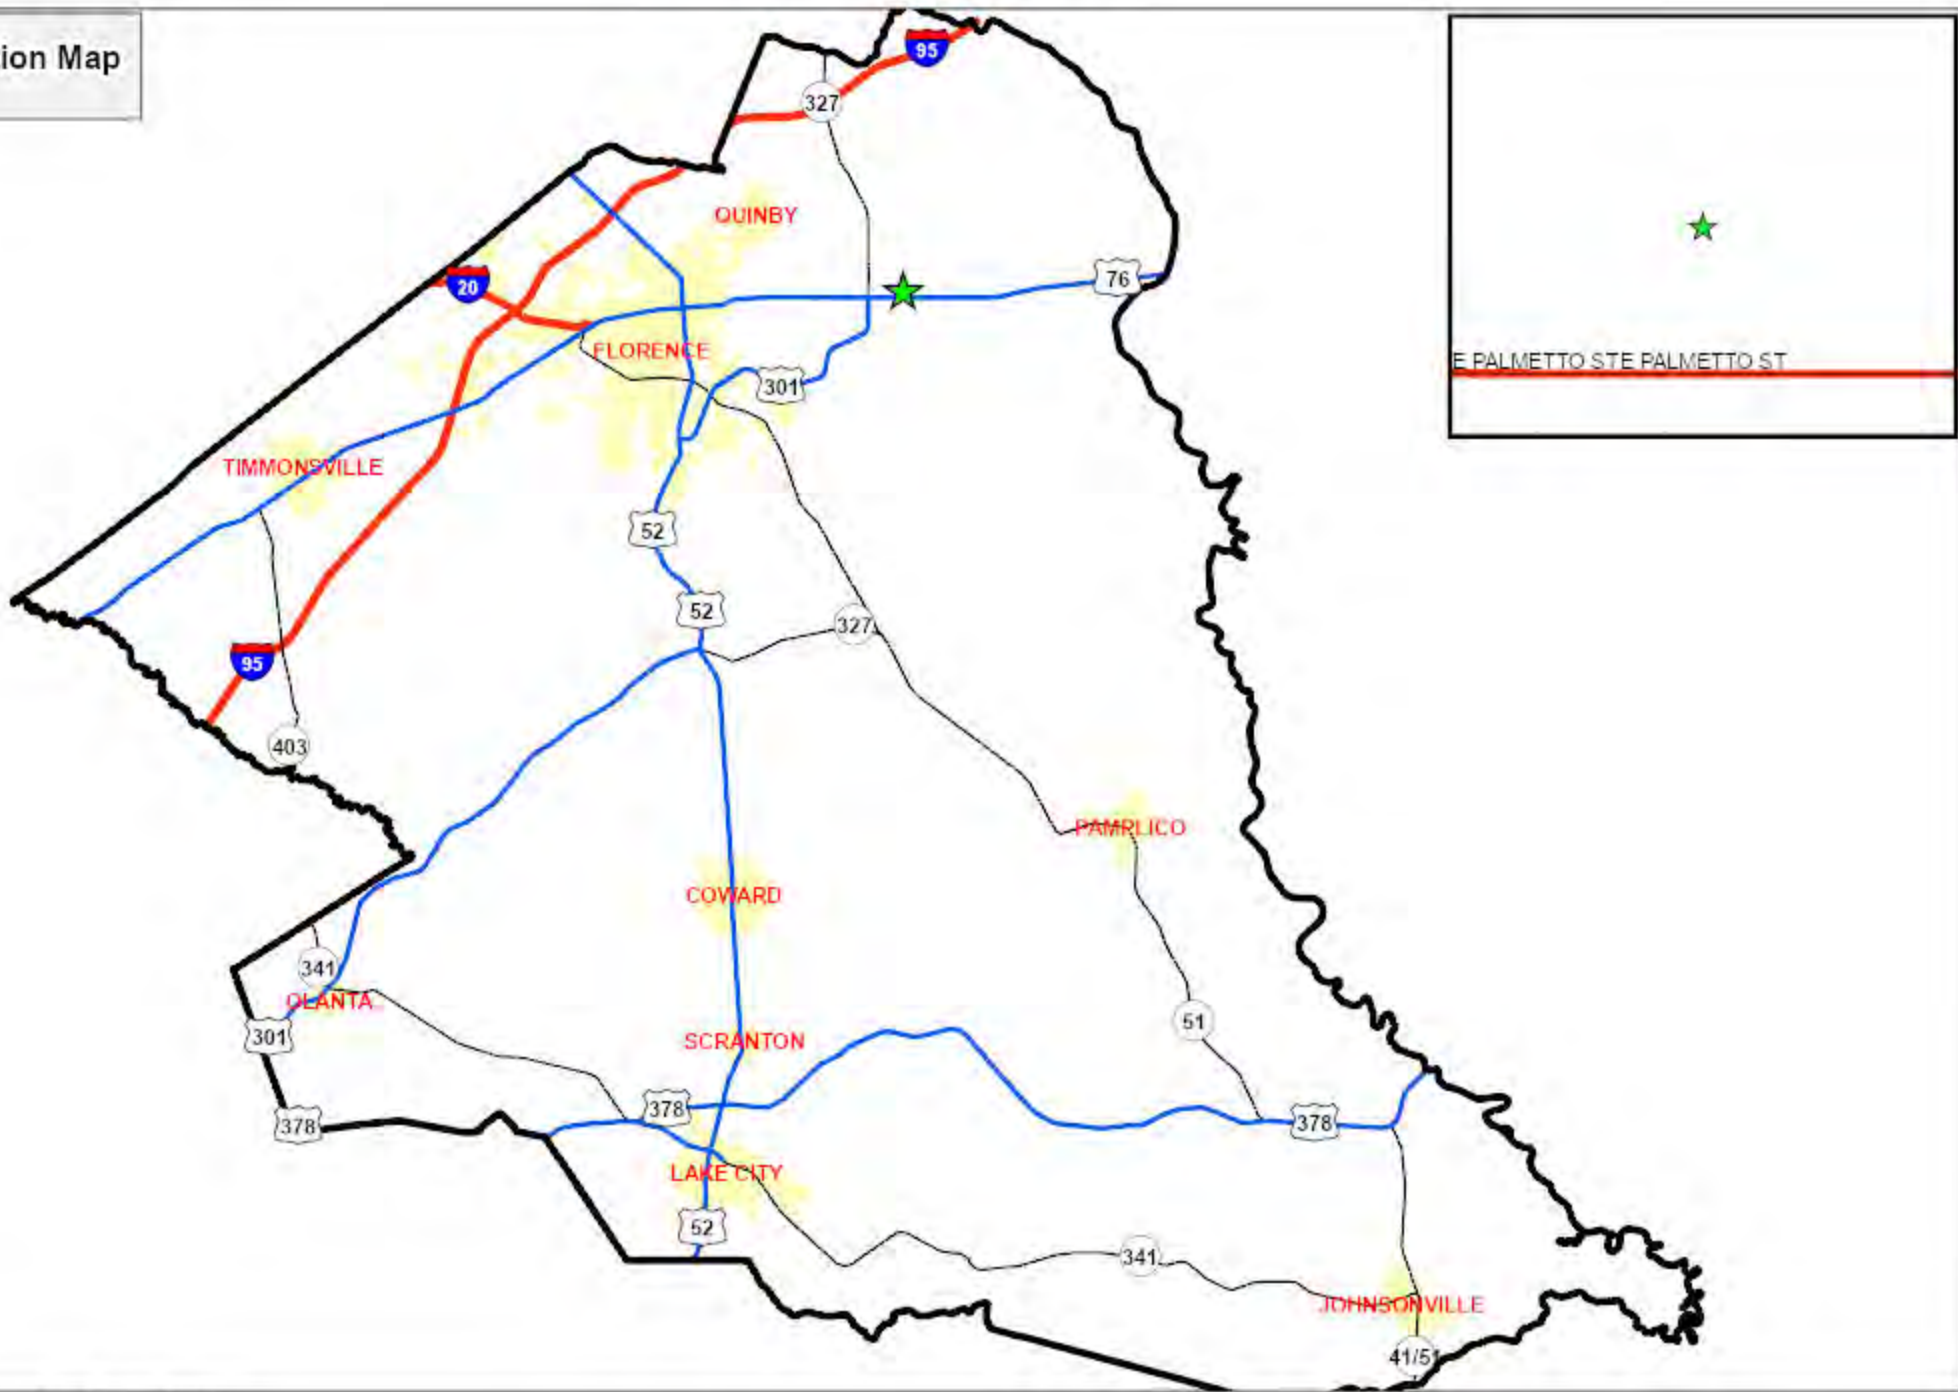 ion Map
95
327
QUINBY
20
76
FLORENCE
301
E PALMETTO STE PALMETTO ST
TIMMONSVILLE
52
52
327
95
403
PAMPLICO
COWARD
341
OLANTA
51
301
SCRANTON
378
378
378
LAKE CITY
52
341
JOHNSONVILLE
41/51